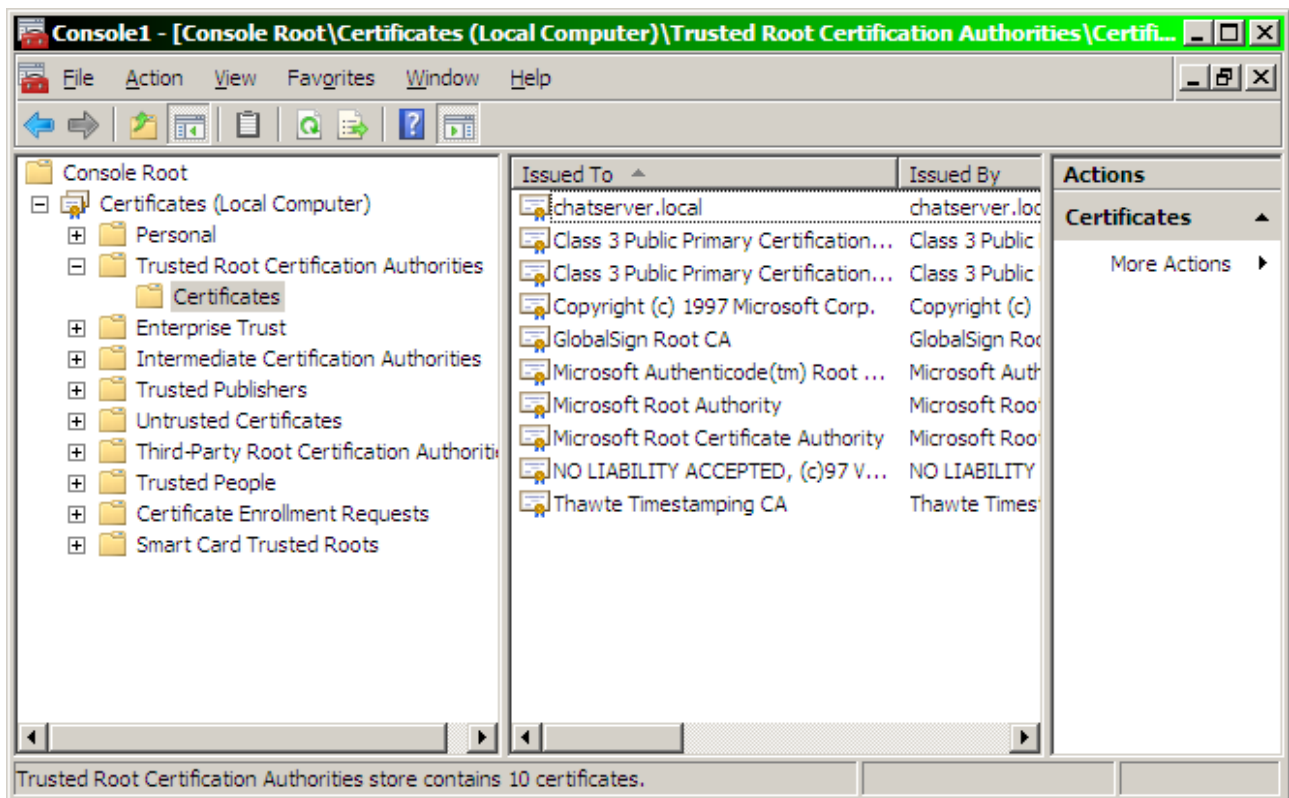 Console1 - [Console Root\Certificates (Local Computer)\Trusted Root Certification Authorities\Certifi...
File Action View Favorites Window Help
Console Root
Certificates (Local Computer)
Personal
Trusted Root Certification Authorities
Certificates
Enterprise Trust
Intermediate Certification Authorities
Trusted Publishers
Untrusted Certificates
Third-Party Root Certification Authoriti
Trusted People
Certificate Enrollment Requests
Smart Card Trusted Roots
Issued To Issued By
chatserver.local chatserver.loc
Class 3 Public Primary Certification... Class 3 Public
Class 3 Public Primary Certification... Class 3 Public
Copyright (c) 1997 Microsoft Corp. Copyright (c)
GlobalSign Root CA GlobalSign Roo
Microsoft Authenticode(tm) Root ... Microsoft Auth
Microsoft Root Authority Microsoft Roo
Microsoft Root Certificate Authority Microsoft Roo
NO LIABILITY ACCEPTED, (c)97 V... NO LIABILITY
Thawte Timestamping CA Thawte Times
Actions
Certificates
More Actions
Trusted Root Certification Authorities store contains 10 certificates.